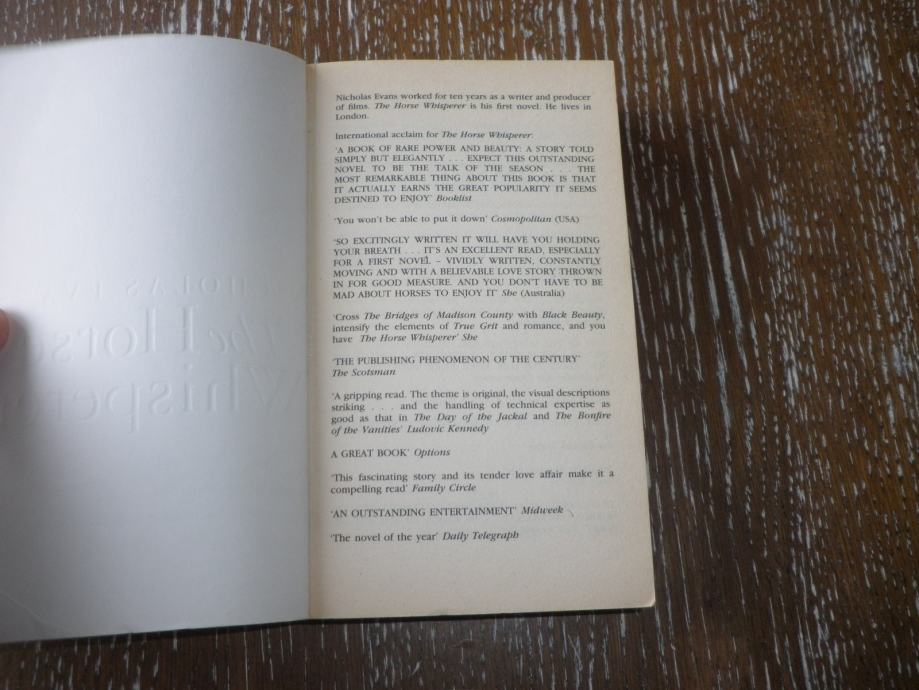 Nicholas Evans worked for ten years as a writer and producer
of films. The Horse Whisperer is his first novel. He lives in
London.
International acclaim for The Horse Whisperer:
'A BOOK OF RARE POWER AND BEAUTY: A STORY TOLD
SIMPLY BUT ELEGANTLY . . . EXPECT THIS OUTSTANDING
NOVEL TO BE THE TALK OF THE SEASON . . . THE
MOST REMARKABLE THING ABOUT THIS BOOK IS THAT
IT ACTUALLY EARNS THE GREAT POPULARITY IT SEEMS
DESTINED TO ENJOY' Booklist
'You won't be able to put it down' Cosmopolitan (USA)
'SO EXCITINGLY WRITTEN IT WILL HAVE YOU HOLDING
YOUR BREATH . . . IT'S AN EXCELLENT READ, ESPECIALLY
FOR A FIRST NOVEL – VIVIDLY WRITTEN, CONSTANTLY
MOVING AND WITH A BELIEVABLE LOVE STORY THROWN
IN FOR GOOD MEASURE. AND YOU DON'T HAVE TO BE
MAD ABOUT HORSES TO ENJOY IT' She (Australia)
'Cross The Bridges of Madison County with Black Beauty,
intensify the elements of True Grit and romance, and you
have The Horse Whisperer' She
'THE PUBLISHING PHENOMENON OF THE CENTURY'
The Scotsman
'A gripping read. The theme is original, the visual descriptions
striking . . . and the handling of technical expertise as
good as that in The Day of the Jackal and The Bonfire
of the Vanities' Ludovic Kennedy
A GREAT BOOK' Options
'This fascinating story and its tender love affair make it a
compelling read' Family Circle
'AN OUTSTANDING ENTERTAINMENT' Midweek
'The novel of the year' Daily Telegraph